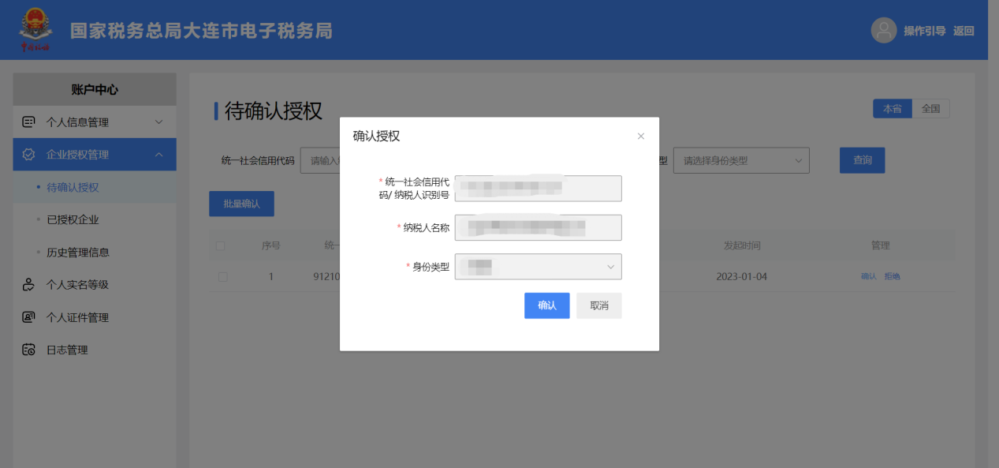 国家税务总局大连市电子税务局
操作引导 返回
账户中心
个人信息管理
企业授权管理
待确认授权
已授权企业
历史管理信息
个人实名等级
个人证件管理
日志管理
待确认授权
本省 全国
统一社会信用代码 请输入
型 请选择身份类型 查询
批量确认
序号 统一 发起时间 管理
1 91210 2023-01-04 确认 拒绝
确认授权
*统一社会信用代
码/ 纳税人识别号
*纳税人名称
*身份类型
确认 取消